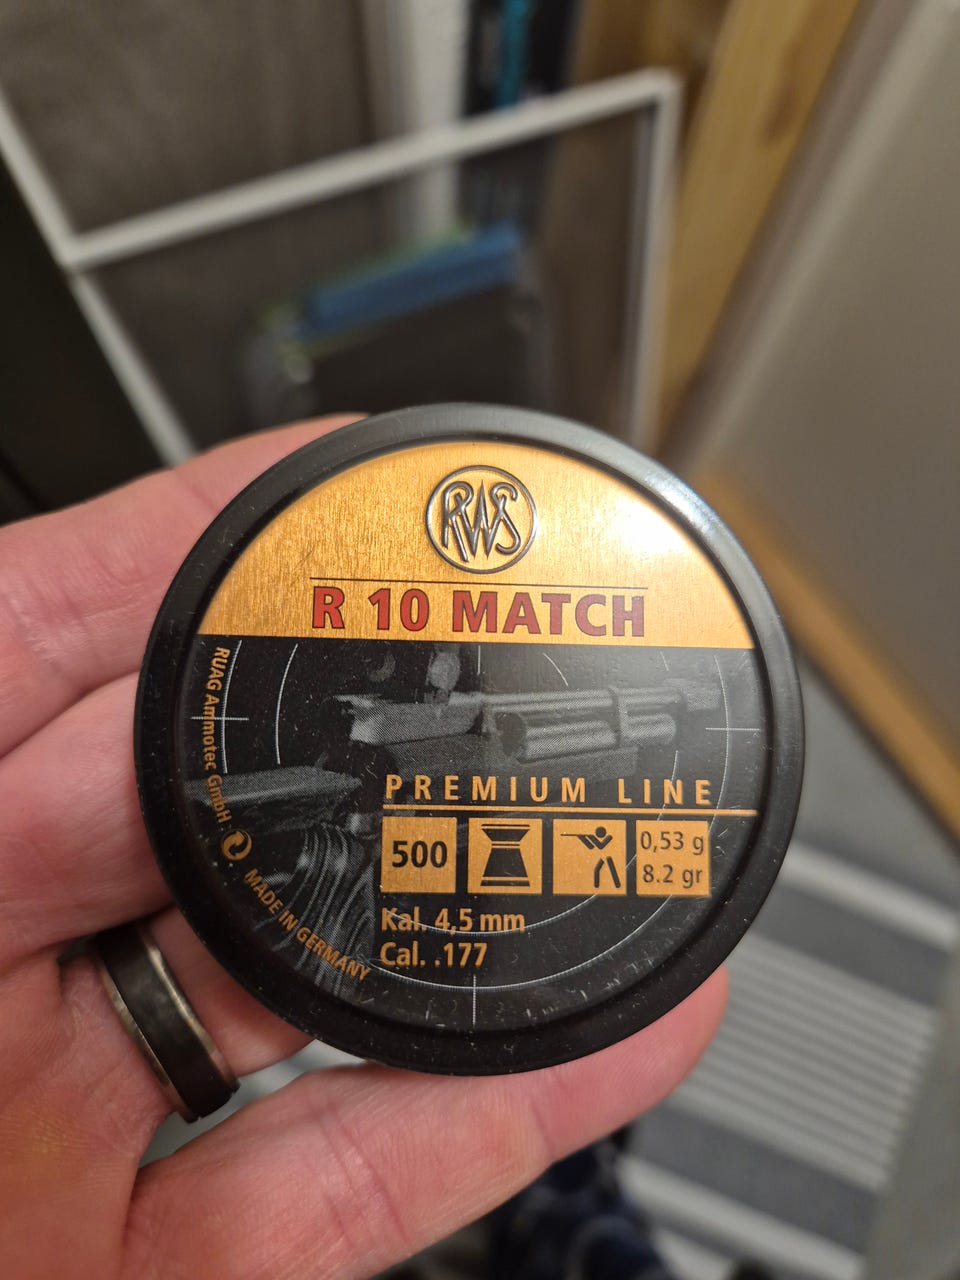 RWS
R 10 MATCH
PREMIUM LINE
500
0,53 g
8.2 gr
Kal. 4,5 mm
Cal. .177
RUAG Ammotec GmbH
MADE IN GERMANY